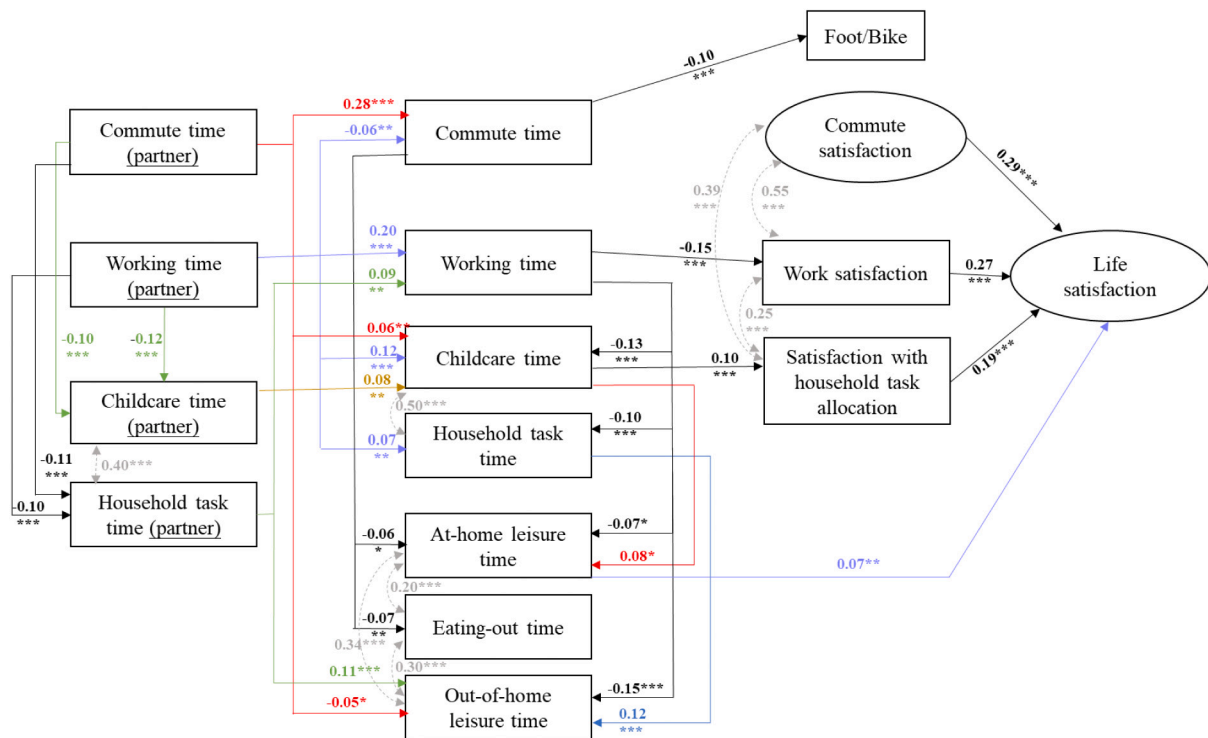 Foot/Bike
-0.10
***
Commute time
(partner)
0.28***
-0.06**
Commute time
Commute
satisfaction
0.29***
0.39
***
0.55
***
Working time
(partner)
0.20
***
0.09
**
Working time
-0.15
***
Work satisfaction
0.27
***
Life
satisfaction
-0.10
***
-0.12
***
0.06**
0.12
***
Childcare time
-0.13
***
0.25
***
0.10
***
Satisfaction with
household task
allocation
0.19***
Childcare time
(partner)
0.08
**
0.50***
0.07
**
Household task
time
-0.10
***
0.40***
-0.11
***
-0.10
***
Household task
time (partner)
-0.06
*
At-home leisure
time
-0.07*
0.08*
0.07**
0.20***
-0.07
**
Eating-out time
0.34***
0.30***
0.11***
-0.05*
Out-of-home
leisure time
-0.15***
0.12
***